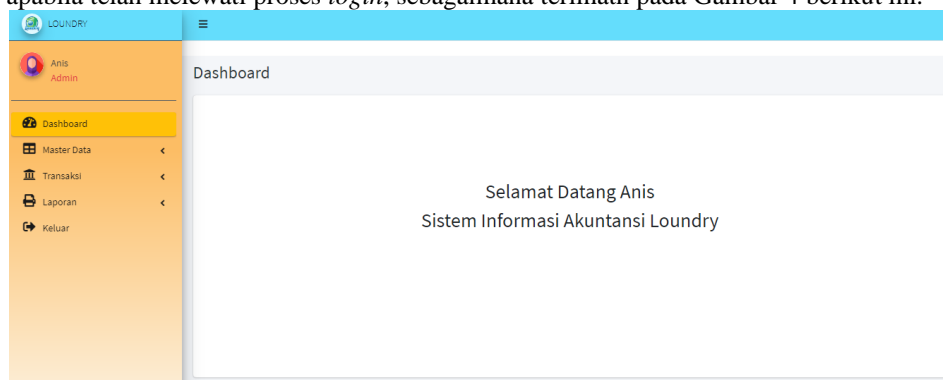 apabila telah melewati proses login, sebagaimana termath pada Gambar 4 berikut ini.
LOUNDRY
Anis
Admin
Dashboard
Master Data
Transaksi
Laporan
Keluar
Dashboard
Selamat Datang Anis
Sistem Informasi Akuntansi Loundry